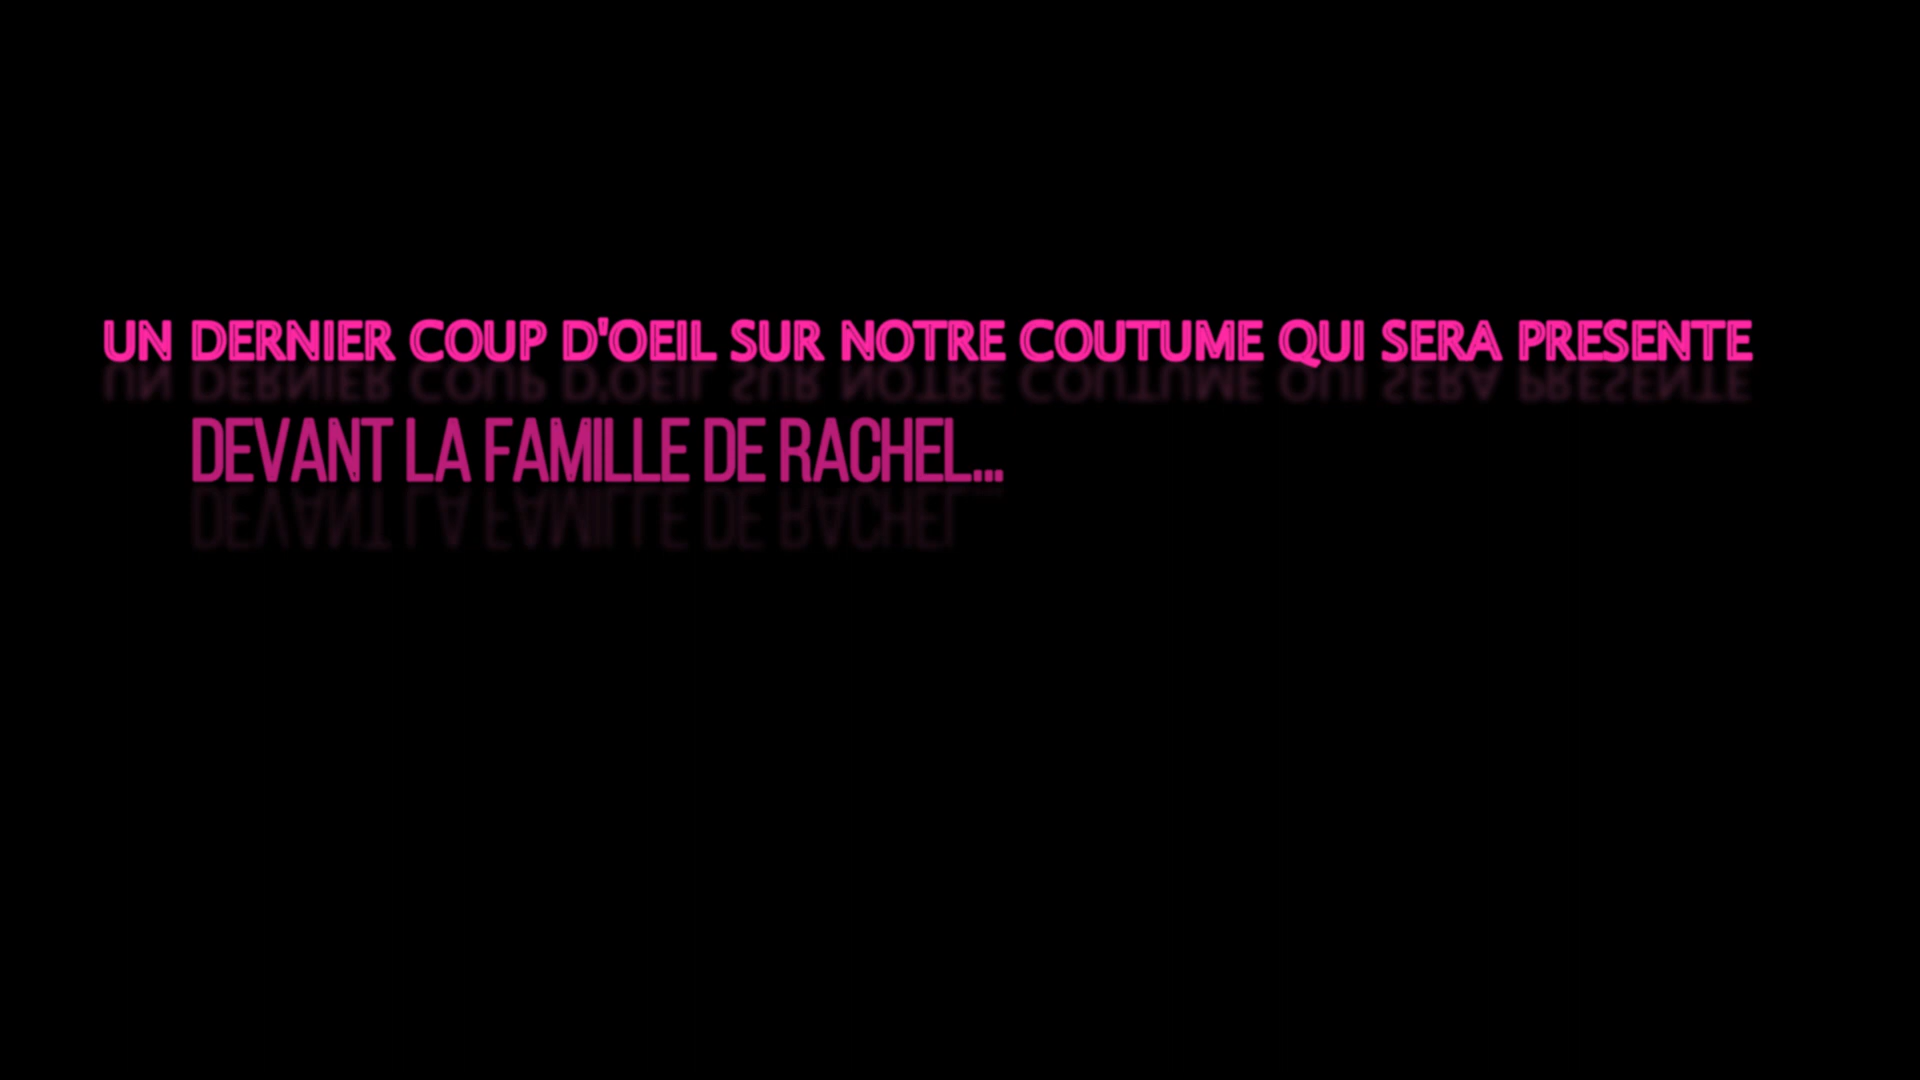 UN DERNIER COUP D'OEIL SUR NOTRE COUTUME QUI SERA PRESENTE
DEVANT LA FAMILLE DE RACHEL...